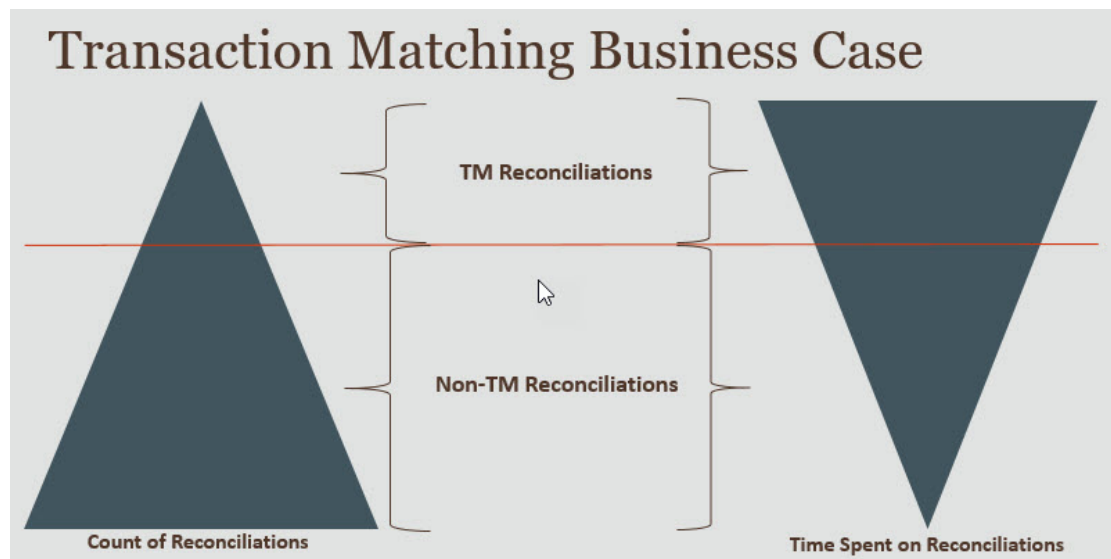 Transaction Matching Business Case
TM Reconciliations
Non-TM Reconciliations
Count of Reconciliations
Time Spent on Reconciliations